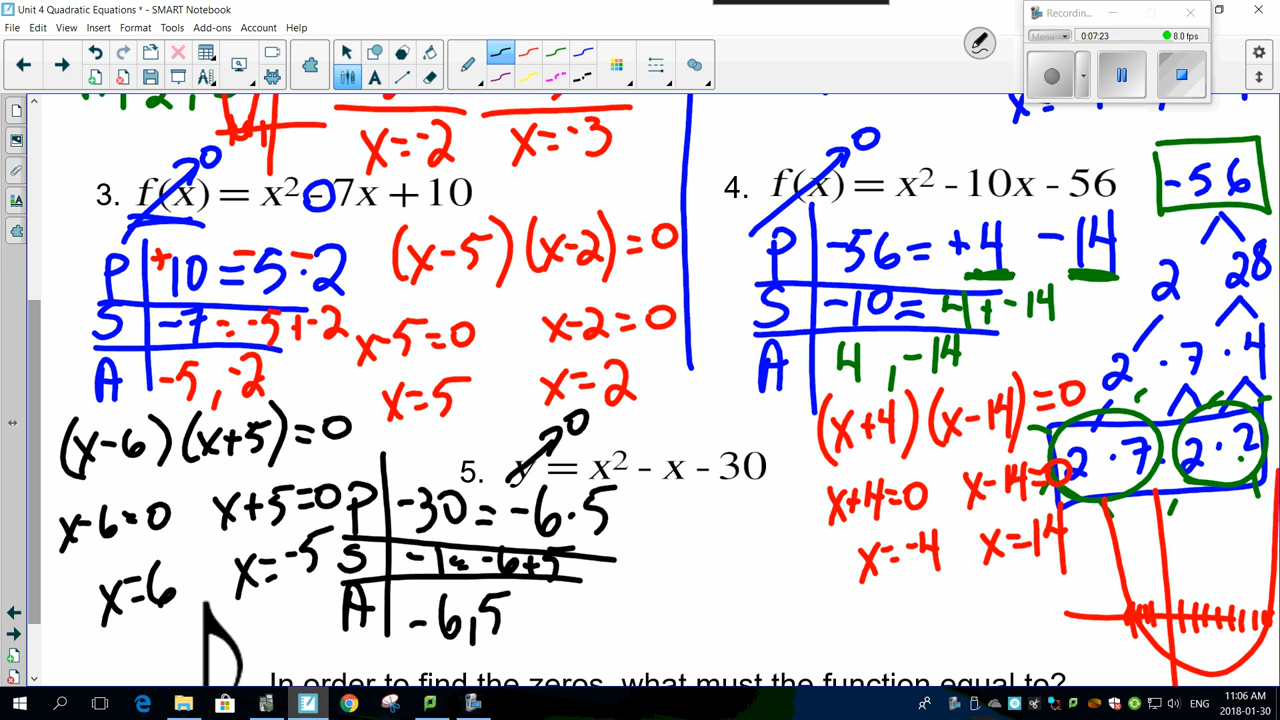 Unit 4 Quadratic Equations * - SMART Notebook
File Edit View Insert Format Tools Add-ons Account Help
Recordin...
Menu
0:07:23
8.0 fps
x=-2
x=-3
3. f(x) = x² - 7x + 10
0
P +10 = -5·-2
S -7 = -5+-2
A -5, -2
(x-5)(x-2)=0
x-5=0
x-2=0
x=5
x=2
4. f(x) = x² - 10x - 56
0
P -56 = +4 -14
S -10 = 4+-14
A 4, -14
-56
2 28
2 · 7 · 4
2 · 7 · 2 · 2
(x+4)(x-14)=0
x+4=0
x-14=0
x=-4
x=14
5. y = x² - x - 30
0
P -30 = -6·5
S -1 = -6+5
A -6, 5
(x-6)(x+5)=0
x-6=0
x+5=0
x=6
x=-5
In order to find the zeros, what must the function equal to?
ENG
11:06 AM
2018-01-30